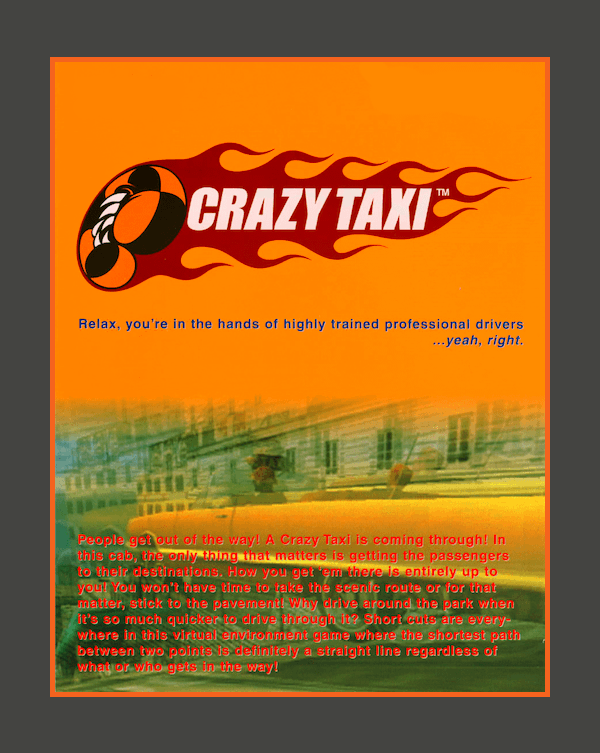 CRAZY TAXI™
Relax, you're in the hands of highly trained professional drivers
...yeah, right.
People get out of the way! A Crazy Taxi is coming through! In
this cab, the only thing that matters is getting the passengers
to their destinations. How you get 'em there is entirely up to
you! You won't have time to take the scenic route or for that
matter, stick to the pavement! Why drive around the park when
it's so much quicker to drive through it? Short cuts are every-
where in this virtual environment game where the shortest path
between two points is definitely a straight line regardless of
what or who gets in the way!